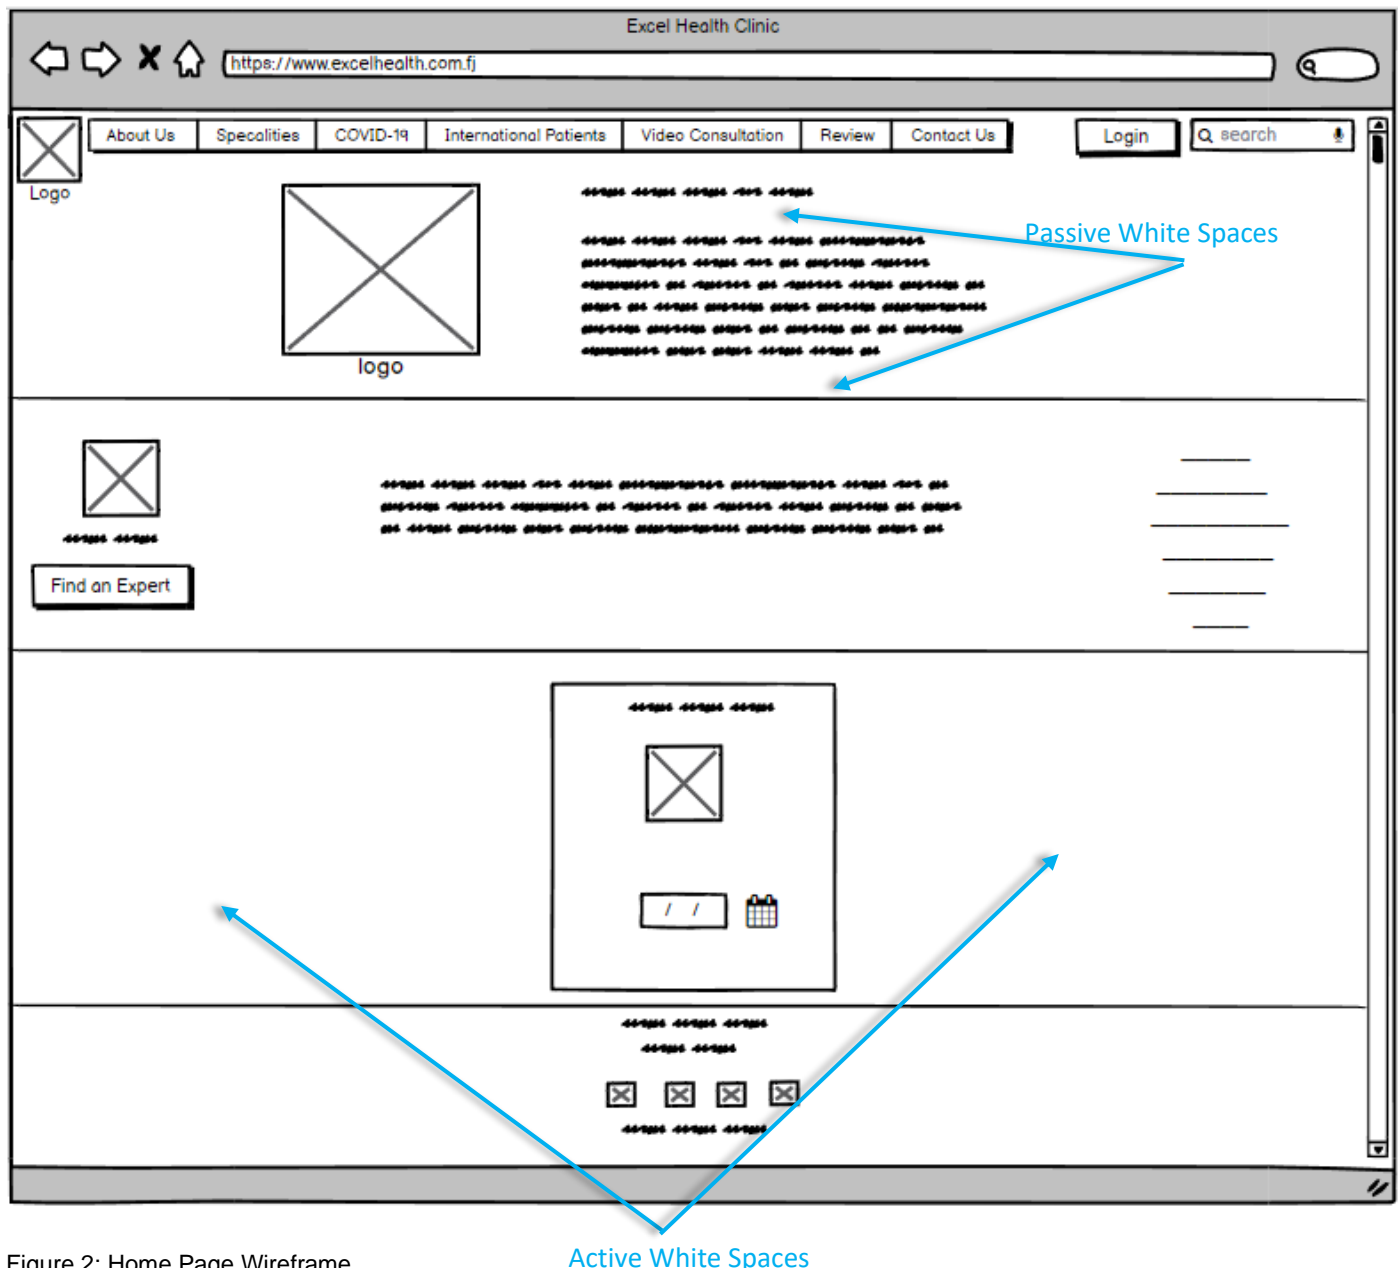 Excel Health Clinic
https://www.excelhealth.com.fj
About Us Specalities COVID-19 International Patients Video Consultation Review Contact Us Login search
Logo
Passive White Spaces
logo
Find an Expert
/ /
Active White Spaces
Figure 2: Home Page Wireframe